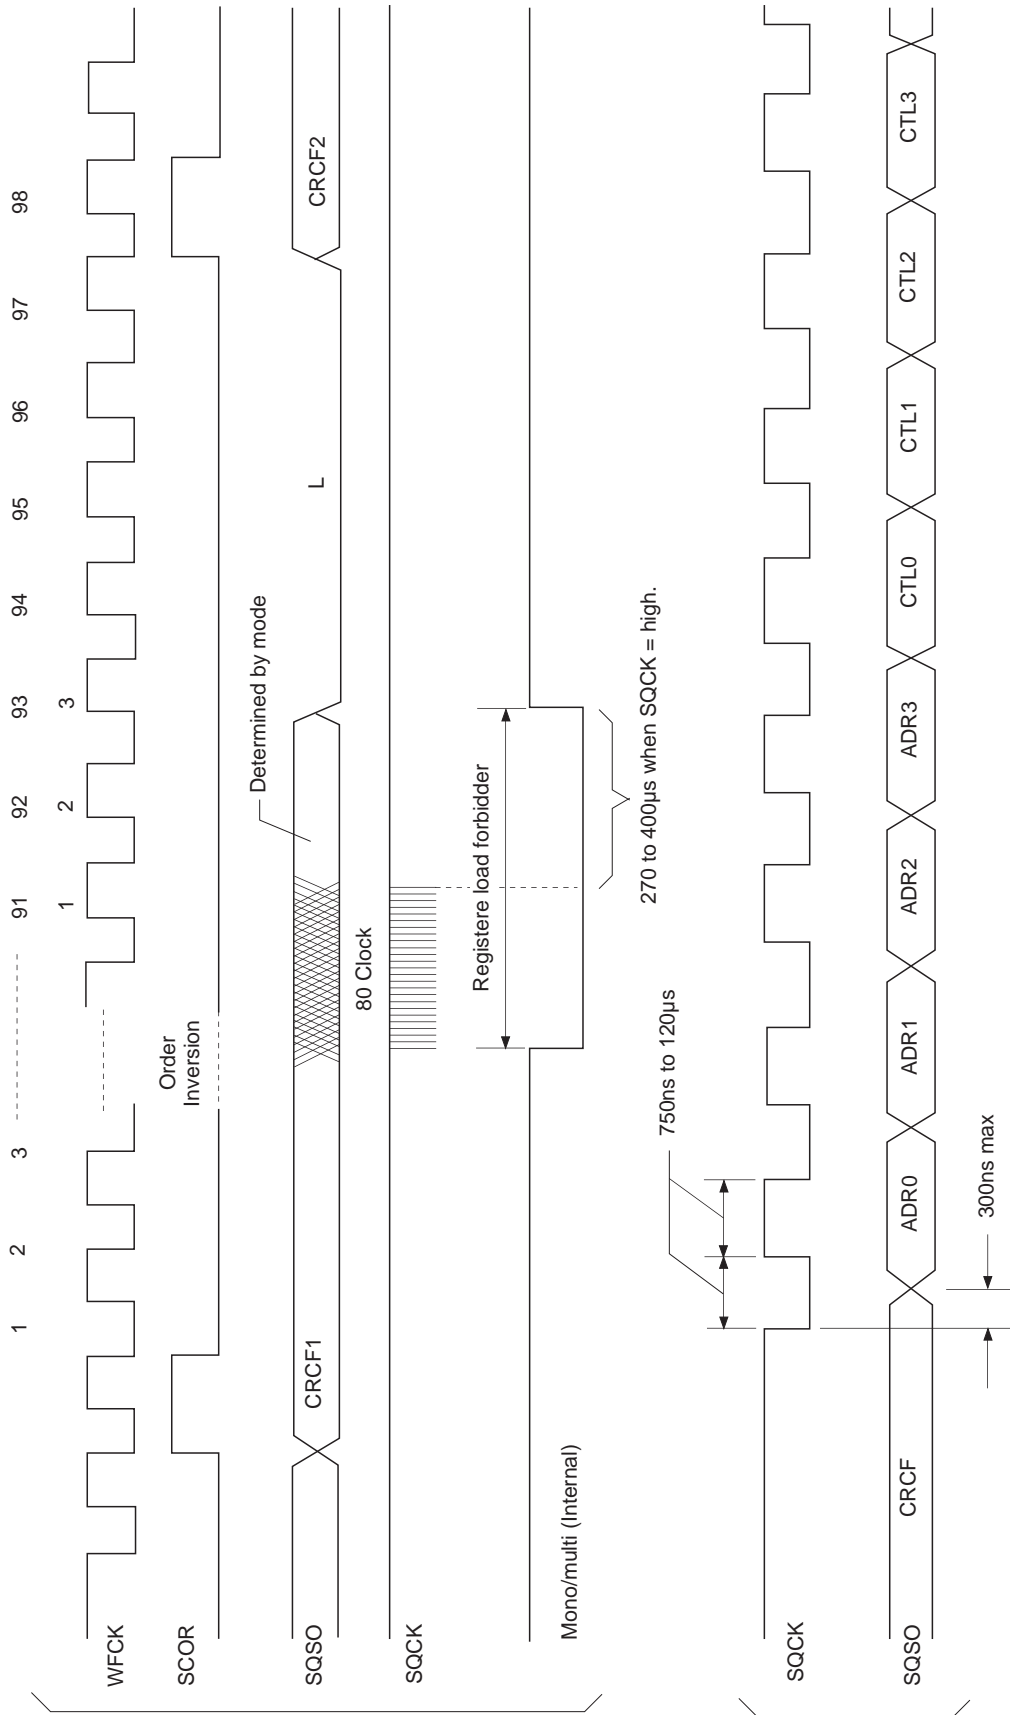 1 2 3 91 92 93 94 95 96 97 98
1 2 3
WFCK
SCOR
Order
Inversion
SQSO
CRCF1
Determined by mode
L
CRCF2
80 Clock
SQCK
Registere load forbidder
Mono/multi (Internal)
270 to 400µs when SQCK = high.
750ns to 120µs
SQCK
SQSO
CRCF ADR0 ADR1 ADR2 ADR3 CTL0 CTL1 CTL2 CTL3
300ns max